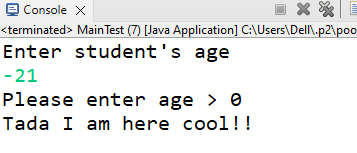 Console
<terminated> MainTest (7) [Java Application] C:\Users\Dell\.p2\poo
Enter student's age
-21
Please enter age > 0
Tada I am here cool!!